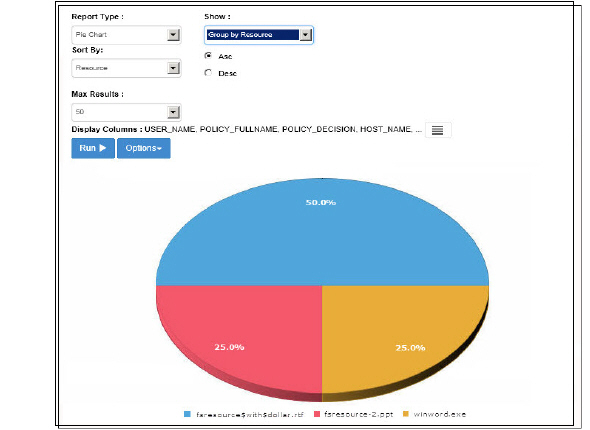 Report Type :
Show :
Pie Chart
Group by Resource
Sort By:
Asc
Resource
Desc
Max Results :
50
Display Columns : USER_NAME, POLICY_FULLNAME, POLICY_DECISION, HOST_NAME, ...
Run
Options
50.0%
25.0%
25.0%
fsresource$with$dollar.rtf
fsresource-2.ppt
winword.exe